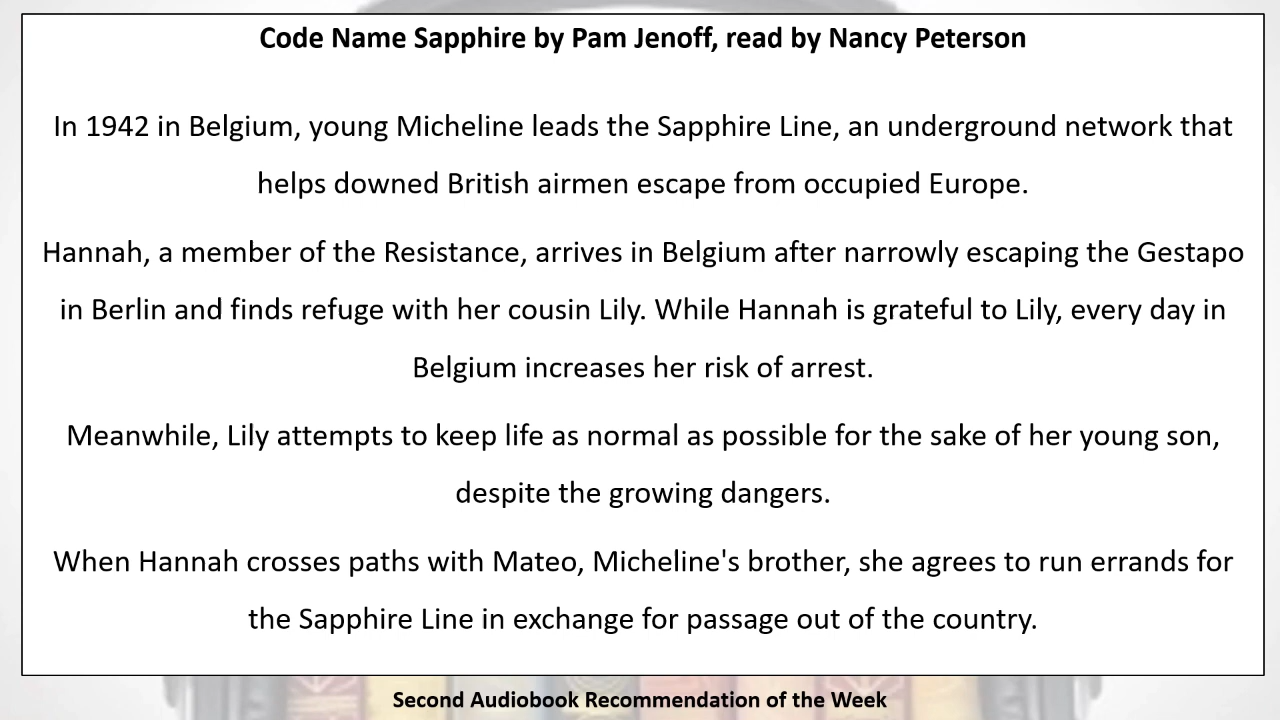 Code Name Sapphire by Pam Jenoff, read by Nancy Peterson
In 1942 in Belgium, young Micheline leads the Sapphire Line, an underground network that
helps downed British airmen escape from occupied Europe.
Hannah, a member of the Resistance, arrives in Belgium after narrowly escaping the Gestapo
in Berlin and finds refuge with her cousin Lily. While Hannah is grateful to Lily, every day in
Belgium increases her risk of arrest.
Meanwhile, Lily attempts to keep life as normal as possible for the sake of her young son,
despite the growing dangers.
When Hannah crosses paths with Mateo, Micheline's brother, she agrees to run errands for
the Sapphire Line in exchange for passage out of the country.
Second Audiobook Recommendation of the Week